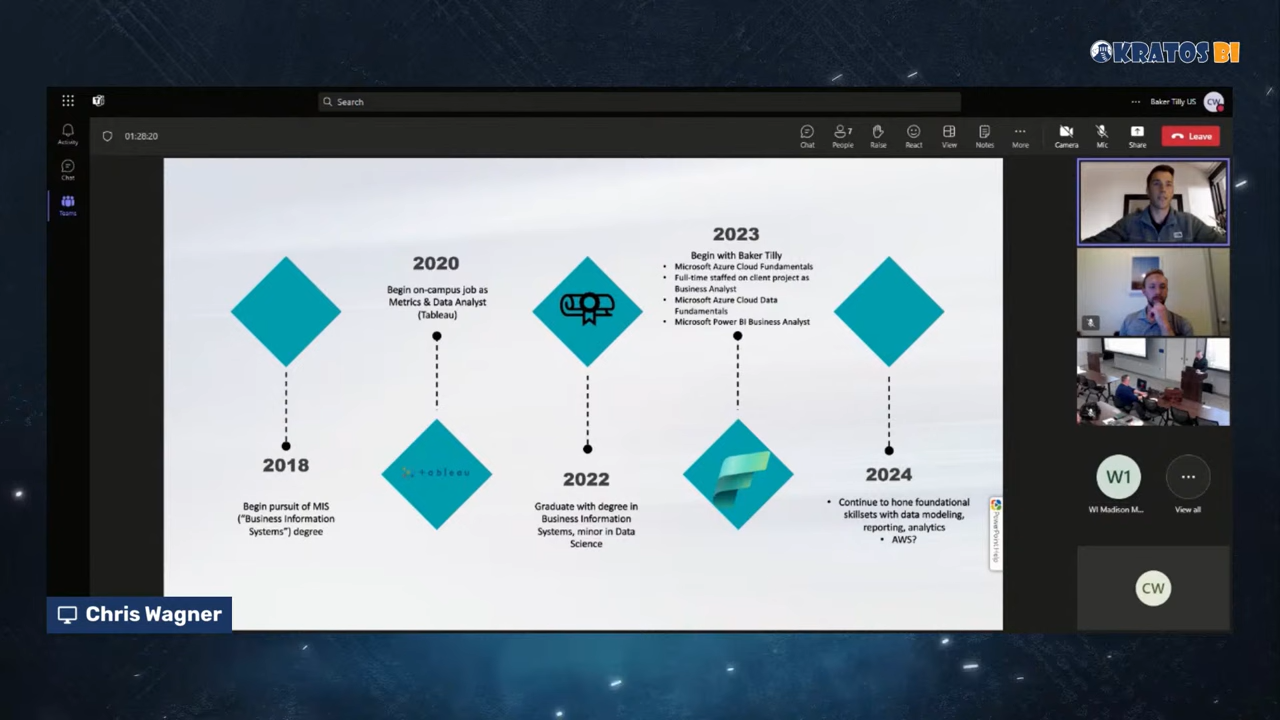 KRATOS BI
Search
Baker Tilly US
CW
Activity
Chat
Teams
01:28:20
Chat
People
7
Raise
React
View
Notes
More
Camera
Mic
Share
Leave
2018
Begin pursuit of MIS
("Business Information
Systems") degree
2020
Begin on-campus job as
Metrics & Data Analyst
(Tableau)
tableau
2022
Graduate with degree in
Business Information
Systems, minor in Data
Science
2023
Begin with Baker Tilly
• Microsoft Azure Cloud Fundamentals
• Full-time staffed on client project as
Business Analyst
• Microsoft Azure Cloud Data
Fundamentals
• Microsoft Power BI Business Analyst
2024
• Continue to hone foundational
skillsets with data modeling,
reporting, analytics
• AWS?
PowerPoint Help
W1
WI Madison M...
View all
CW
Chris Wagner